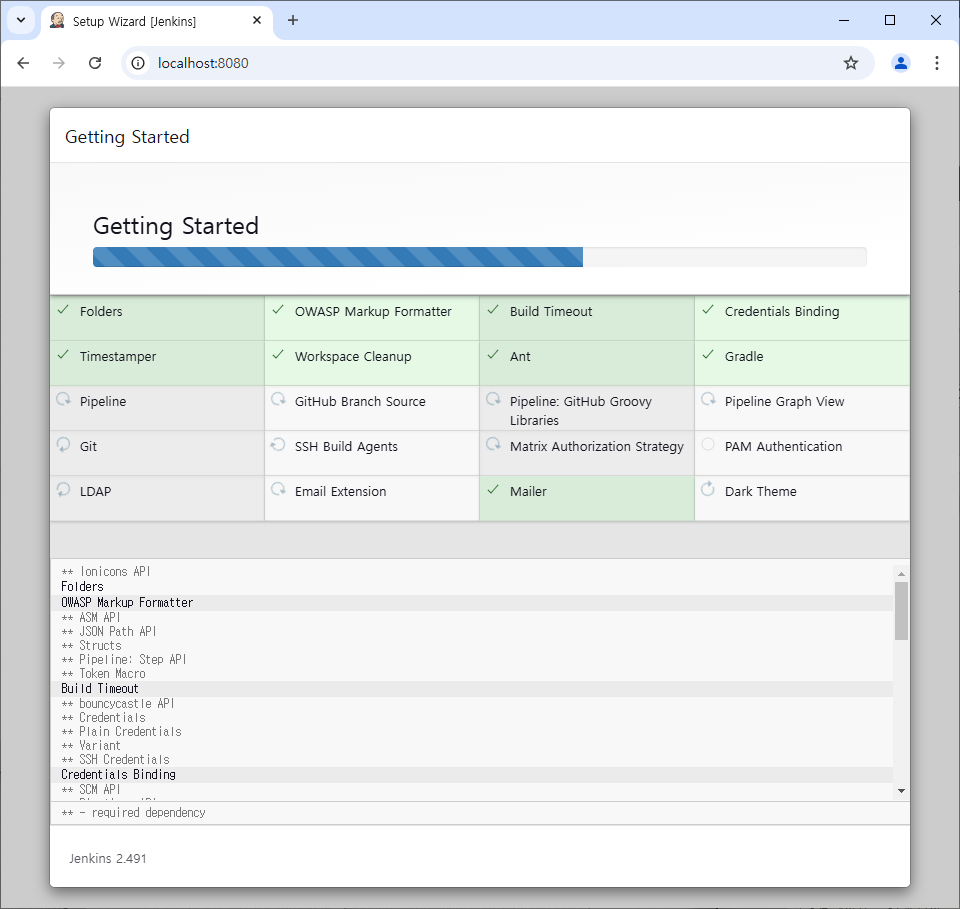 Setup Wizard [Jenkins]
localhost:8080
Getting Started
Getting Started
Folders
OWASP Markup Formatter
Build Timeout
Credentials Binding
Timestamper
Workspace Cleanup
Ant
Gradle
Pipeline
GitHub Branch Source
Pipeline: GitHub Groovy
Libraries
Pipeline Graph View
Git
SSH Build Agents
Matrix Authorization Strategy
PAM Authentication
LDAP
Email Extension
Mailer
Dark Theme
** Ionicons API
Folders
OWASP Markup Formatter
** ASM API
** JSON Path API
** Structs
** Pipeline: Step API
** Token Macro
Build Timeout
** bouncycastle API
** Credentials
** Plain Credentials
** Variant
** SSH Credentials
Credentials Binding
** SCM API
** - required dependency
Jenkins 2.491